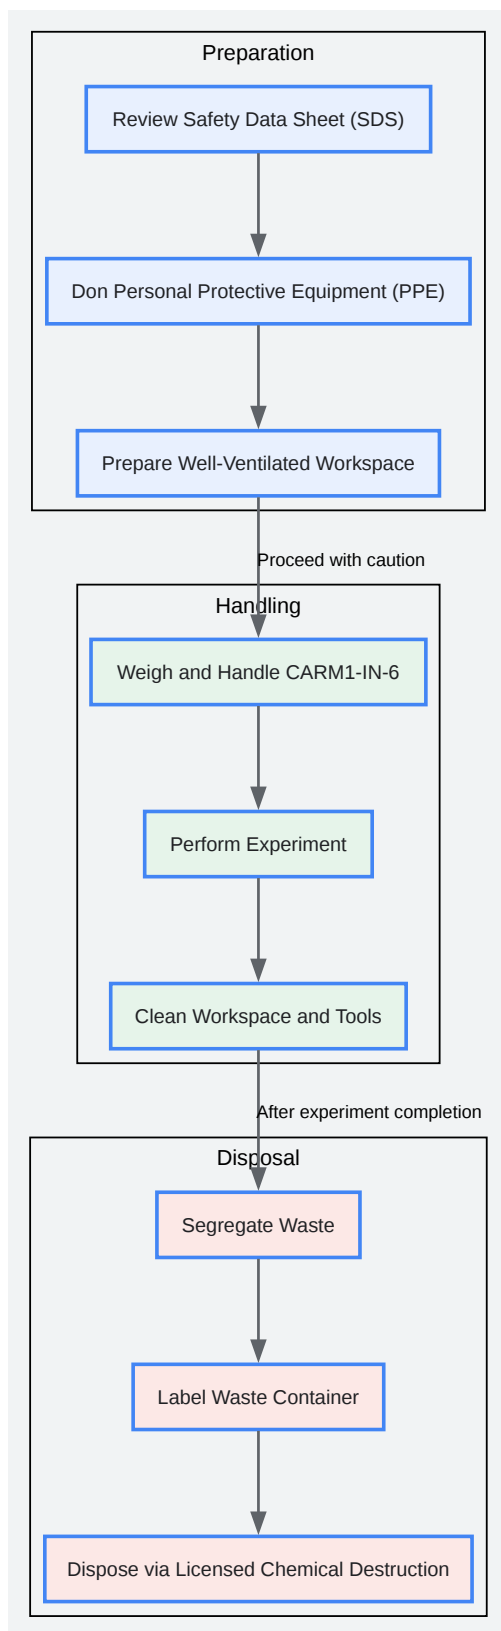 Preparation
Review Safety Data Sheet (SDS)
Don Personal Protective Equipment (PPE)
Prepare Well-Ventilated Workspace
Proceed with caution
Handling
Weigh and Handle CARM1-IN-6
Perform Experiment
Clean Workspace and Tools
After experiment completion
Disposal
Segregate Waste
Label Waste Container
Dispose via Licensed Chemical Destruction